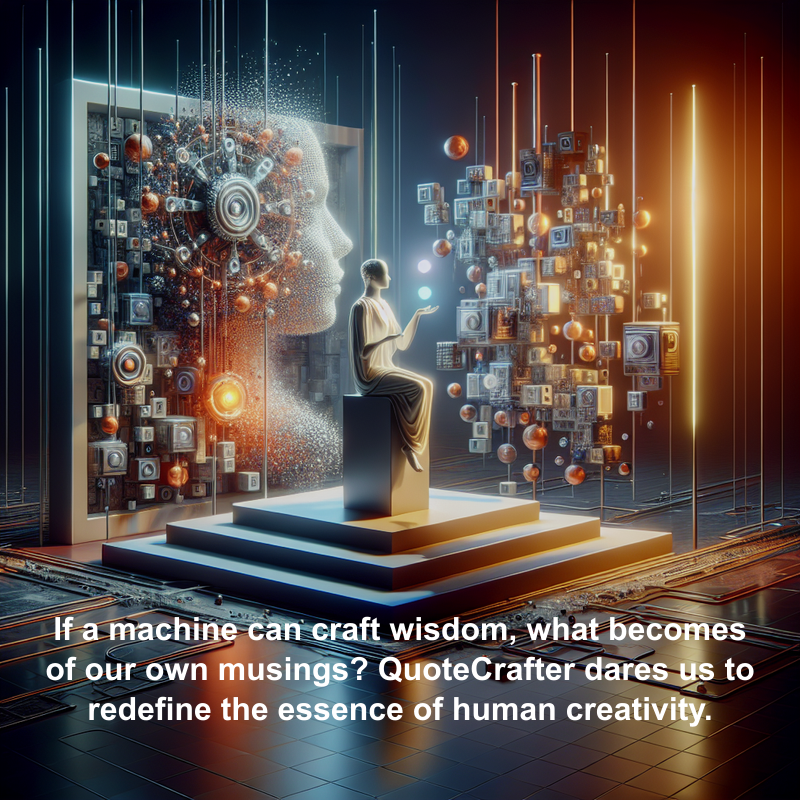 If a machine can craft wisdom, what becomes
of our own musings? QuoteCrafter dares us to
redefine the essence of human creativity.